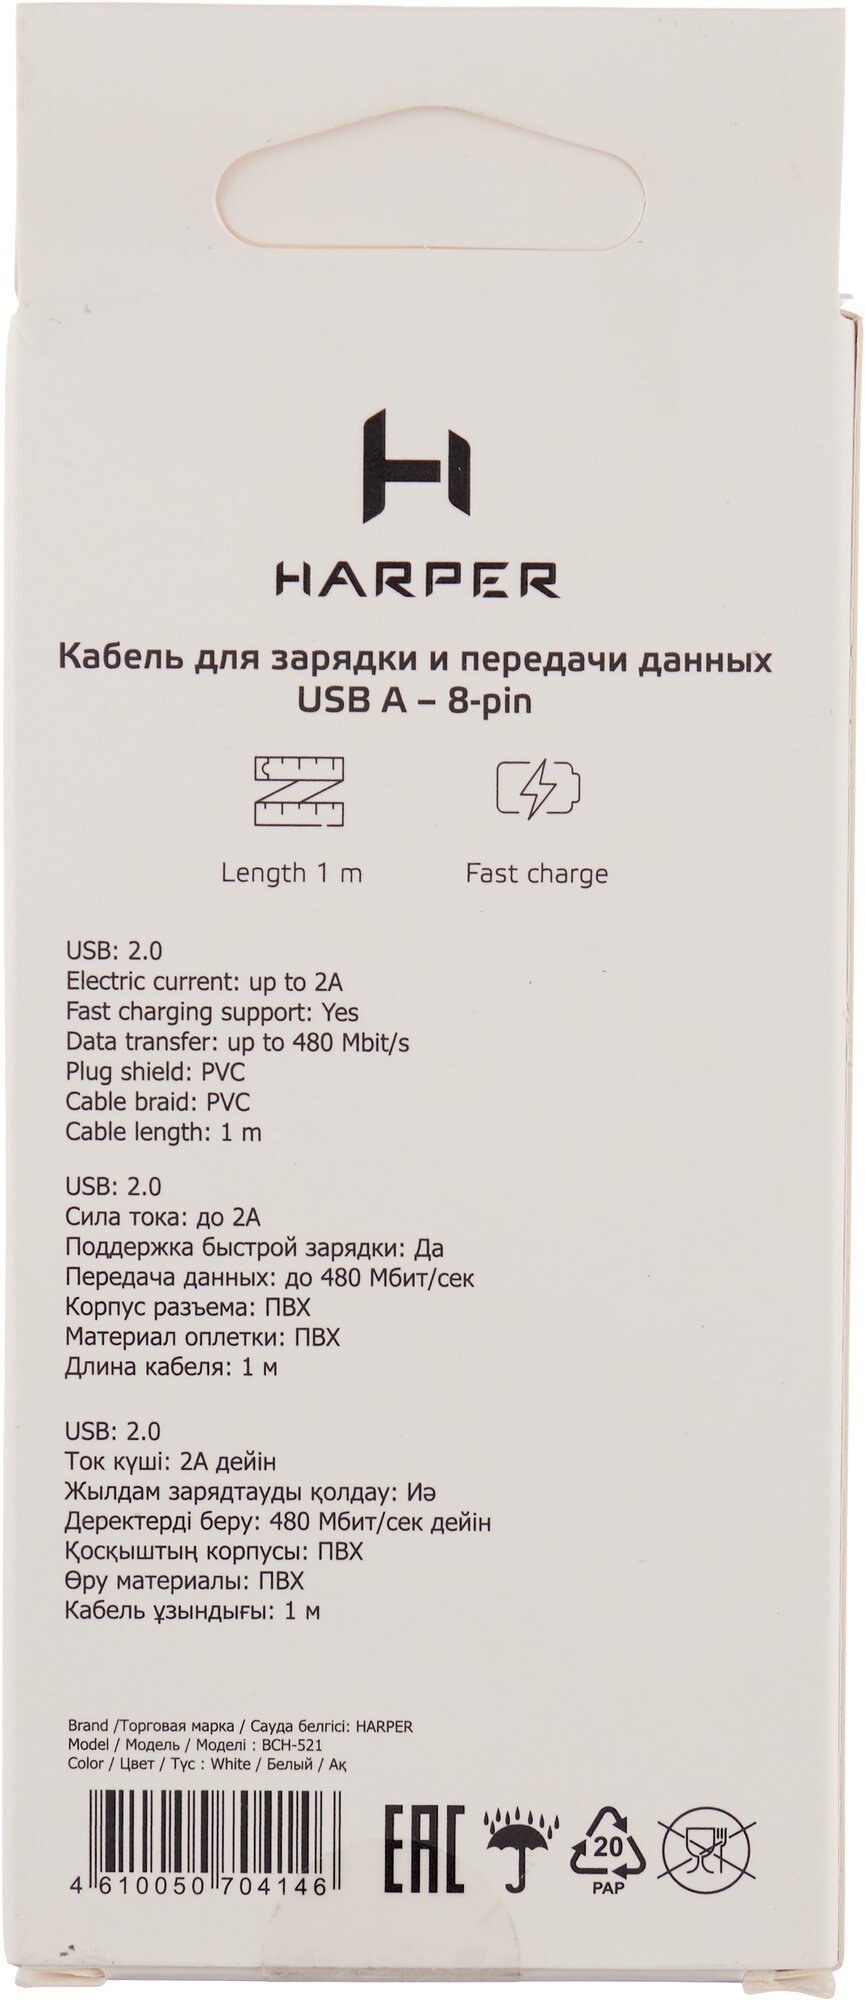 HARPER
Кабель для зарядки и передачи данных
USB A – 8-pin
Length 1 m
Fast charge
USB: 2.0
Electric current: up to 2A
Fast charging support: Yes
Data transfer: up to 480 Mbit/s
Plug shield: PVC
Cable braid: PVC
Cable length: 1 m
USB: 2.0
Сила тока: до 2А
Поддержка быстрой зарядки: Да
Передача данных: до 480 Мбит/сек
Корпус разъема: ПВХ
Материал оплетки: ПВХ
Длина кабеля: 1 м
USB: 2.0
Ток күші: 2А дейін
Жылдам зарядтауды қолдау: Иә
Деректерді беру: 480 Мбит/сек дейін
Қосқыштың корпусы: ПВХ
Өру материалы: ПВХ
Кабель ұзындығы: 1 м
Brand /Торговая марка / Сауда белгісі: HARPER
Model / Модель / Моделі : BCH-521
Color / Цвет / Түс : White / Белый / Ақ
4 610050 704146
EAC
20
PAP